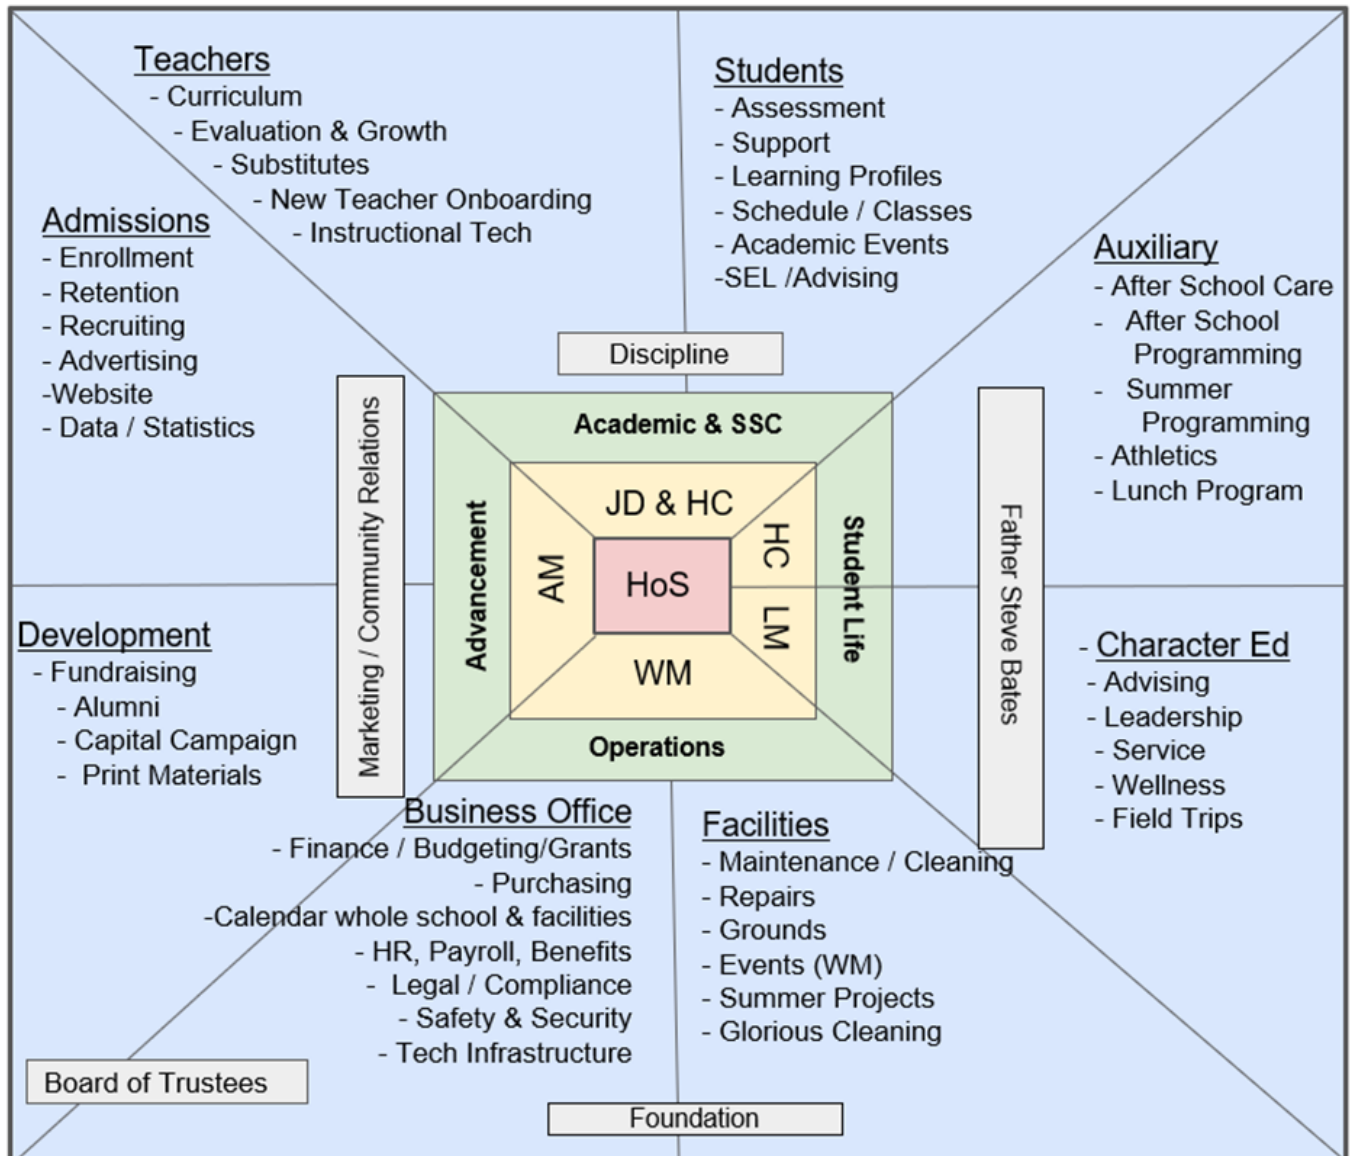 Teachers
- Curriculum
- Evaluation & Growth
- Substitutes
- New Teacher Onboarding
- Instructional Tech
Students
- Assessment
- Support
- Learning Profiles
- Schedule / Classes
- Academic Events
-SEL /Advising
Admissions
- Enrollment
- Retention
- Recruiting
- Advertising
-Website
- Data / Statistics
Auxiliary
- After School Care
- After School
Programming
- Summer
Programming
- Athletics
- Lunch Program
Discipline
Marketing / Community Relations
Academic & SSC
Advancement
Student Life
Operations
JD & HC
AM
HoS
HC
LM
WM
Father Steve Bates
Development
- Fundraising
- Alumni
- Capital Campaign
- Print Materials
- Character Ed
- Advising
- Leadership
- Service
- Wellness
- Field Trips
Business Office
- Finance / Budgeting/Grants
- Purchasing
-Calendar whole school & facilities
- HR, Payroll, Benefits
- Legal / Compliance
- Safety & Security
- Tech Infrastructure
Facilities
- Maintenance / Cleaning
- Repairs
- Grounds
- Events (WM)
- Summer Projects
- Glorious Cleaning
Board of Trustees
Foundation